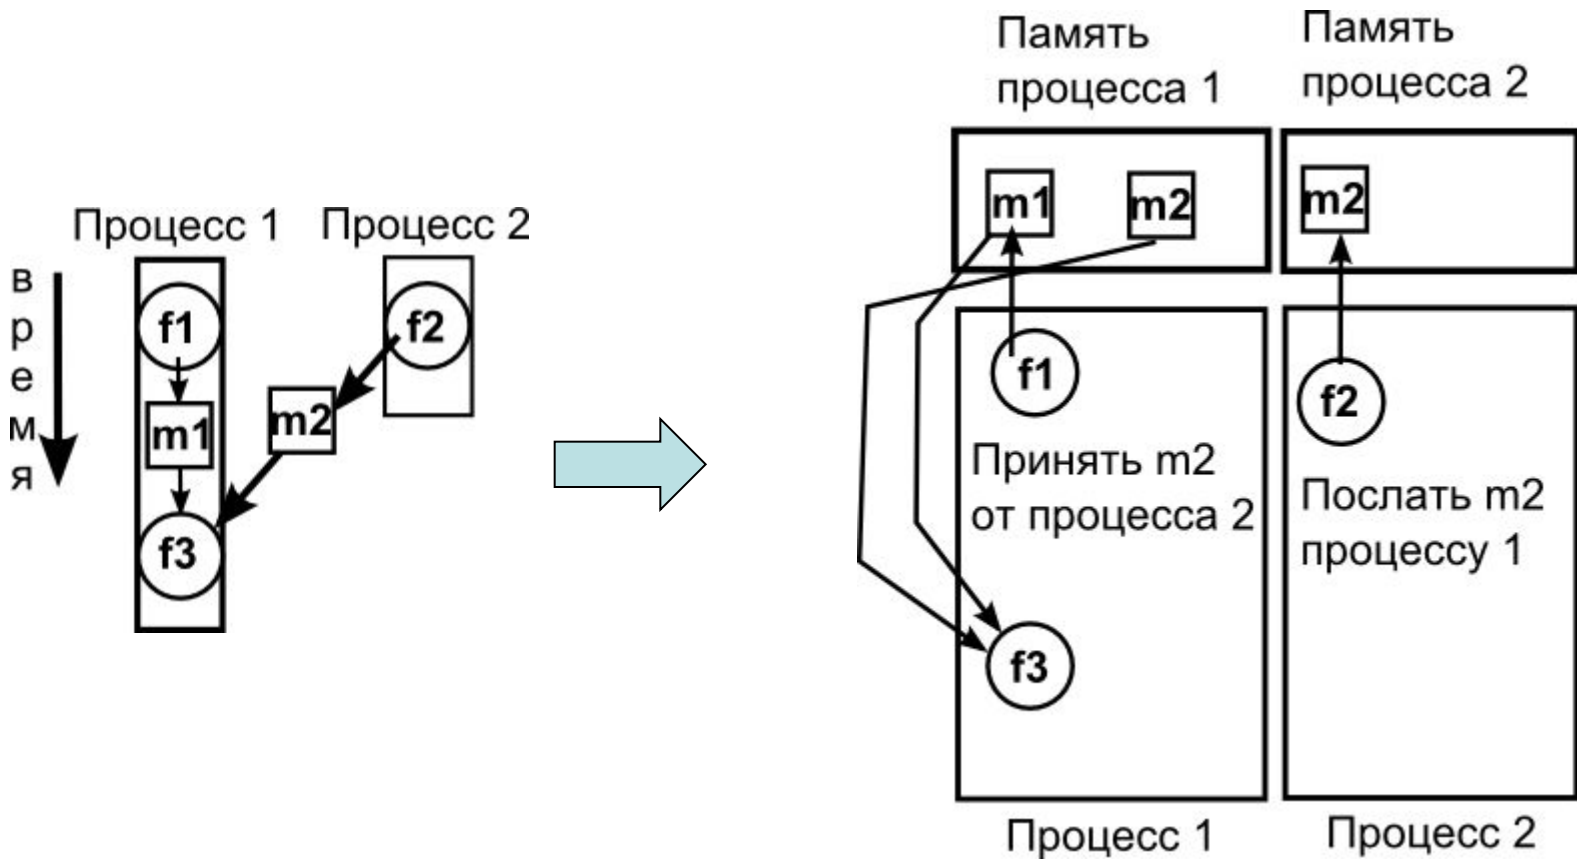 Процесс 1
Процесс 2
время
f1
f2
m1
m2
f3
Память
процесса 1
Память
процесса 2
m1
m2
m2
f1
f2
Принять m2
от процесса 2
Послать m2
процессу 1
f3
Процесс 1
Процесс 2